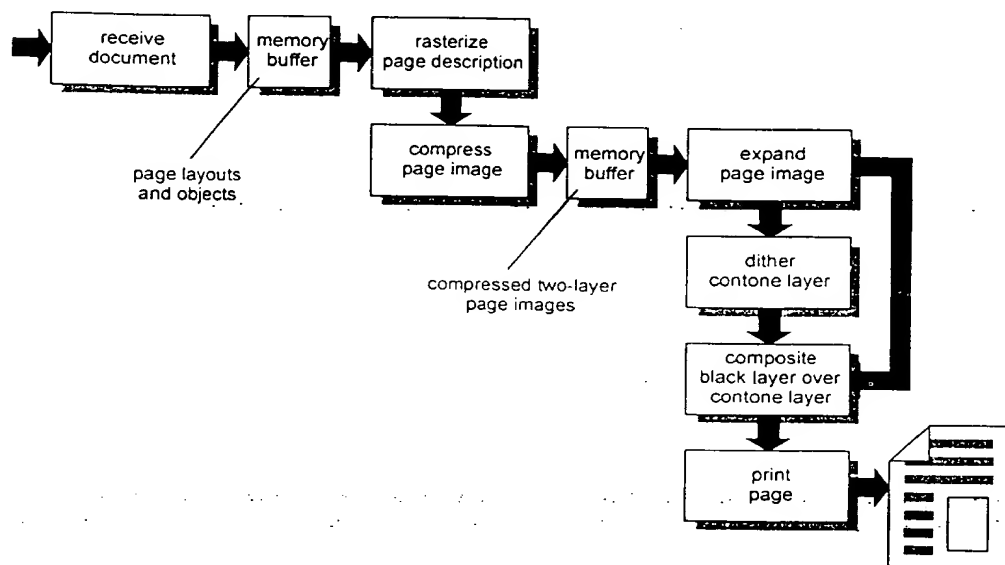 receive
document
memory
buffer
rasterize
page description
compress
page image
memory
buffer
expand
page image
page layouts
and objects
dither
contone layer
compressed two-layer
page images
composite
black layer over
contone layer
print
page